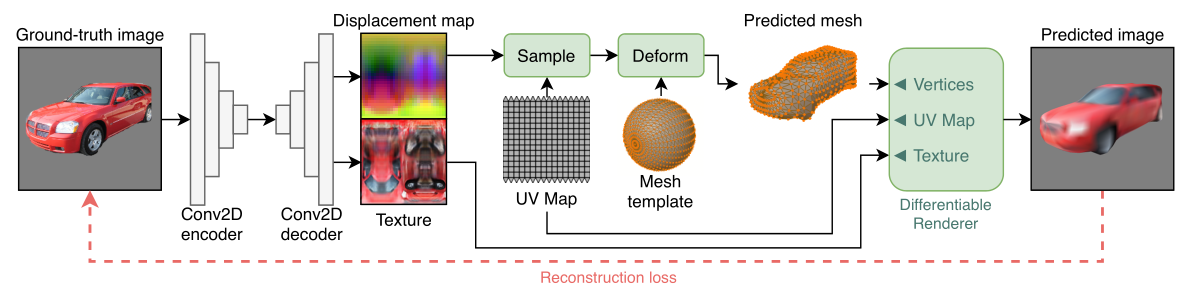 Ground-truth image
Conv2D
encoder
Conv2D
decoder
Displacement map
Texture
Sample
UV Map
Deform
Mesh
template
Predicted mesh
Vertices
UV Map
Texture
Differentiable
Renderer
Predicted image
Reconstruction loss